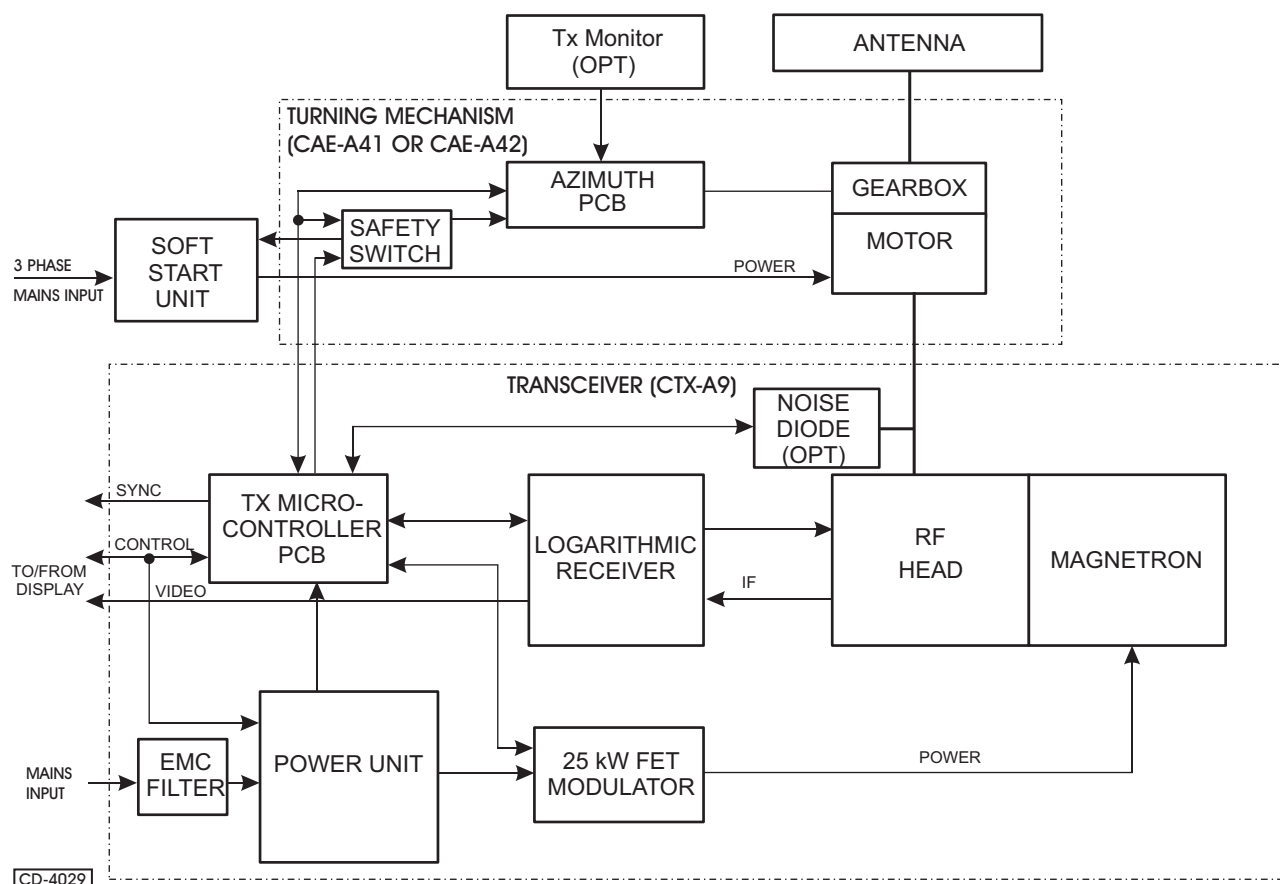 Tx Monitor
(OPT)
ANTENNA
TURNING MECHANISM
(CAE-A41 OR CAE-A42)
AZIMUTH
PCB
GEARBOX
MOTOR
SAFETY
SWITCH
SOFT
START
UNIT
3 PHASE
MAINS INPUT
POWER
TRANSCEIVER (CTX-A9)
NOISE
DIODE
(OPT)
SYNC
TX MICRO-
CONTROLLER
PCB
CONTROL
TO/FROM
DISPLAY
VIDEO
LOGARITHMIC
RECEIVER
IF
RF
HEAD
MAGNETRON
POWER UNIT
EMC
FILTER
MAINS
INPUT
25 kW FET
MODULATOR
POWER
CD-4029